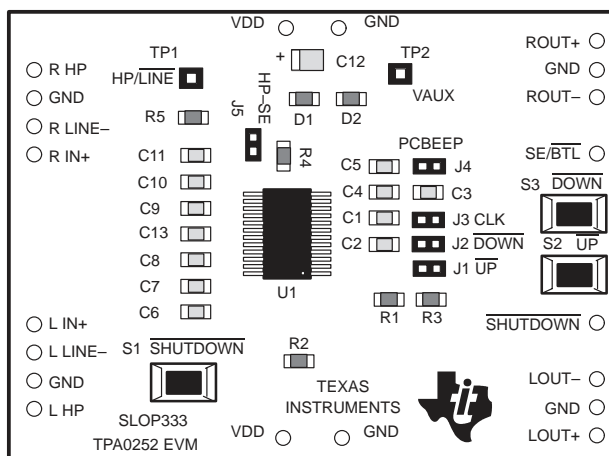 VDD GND
TP1 TP2
R HP HP/LINE + C12 ROUT+
GND HP–SE VAUX GND
R5 J5 D1 D2 ROUT–
R LINE–
R IN+ R4 PCBEEP SE/BTL
C11 C5 J4
C10 C4 C3 S3 DOWN
C9 C1 J3 CLK
C13 C2 J2 DOWN S2 UP
C8 J1 UP
C7 U1
C6 R1 R3
L IN+ SHUTDOWN
L LINE– S1 SHUTDOWN R2
GND TEXAS LOUT–
L HP INSTRUMENTS GND
SLOP333
TPA0252 EVM VDD GND LOUT+